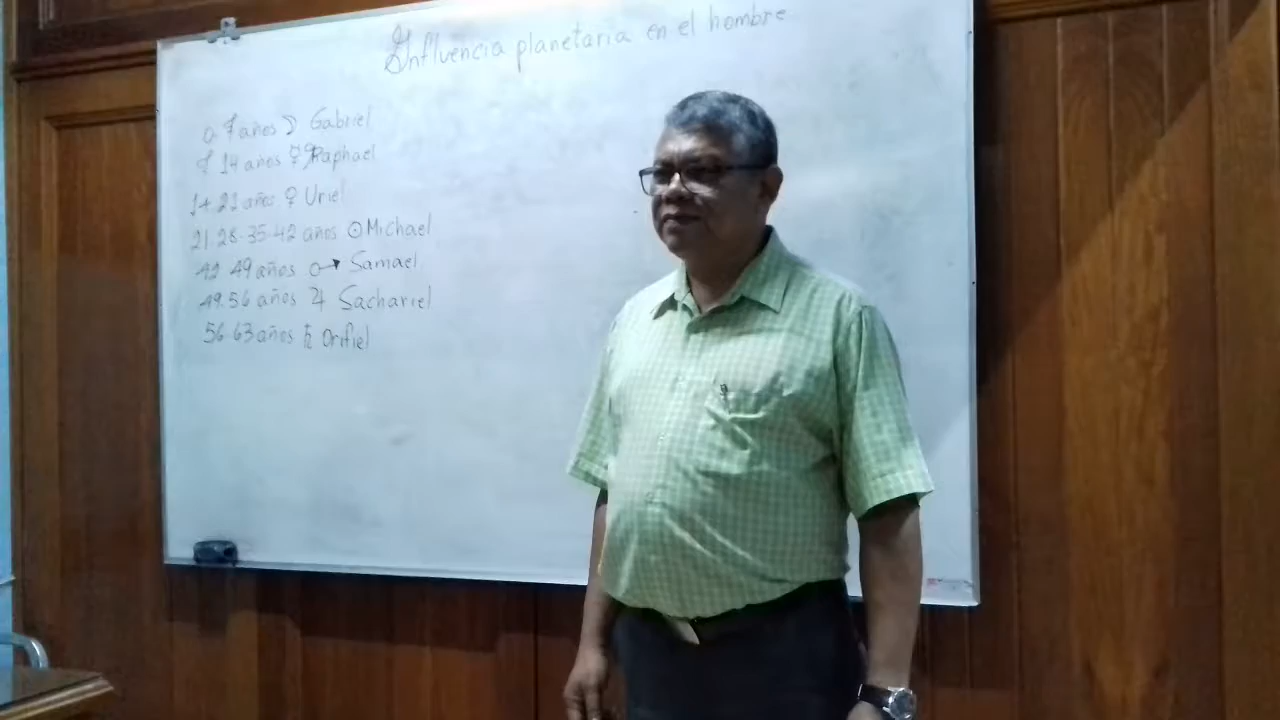 Influencia planetaria en el hombre
0 7 años ☽ Gabriel
7 14 años ☿ Raphael
14 21 años ♀ Uriel
21.28.35.42 años ☉ Michael
42 49 años ♂ Samael
49.56 años ♃ Sachariel
56.63 años ♄ Orifiel